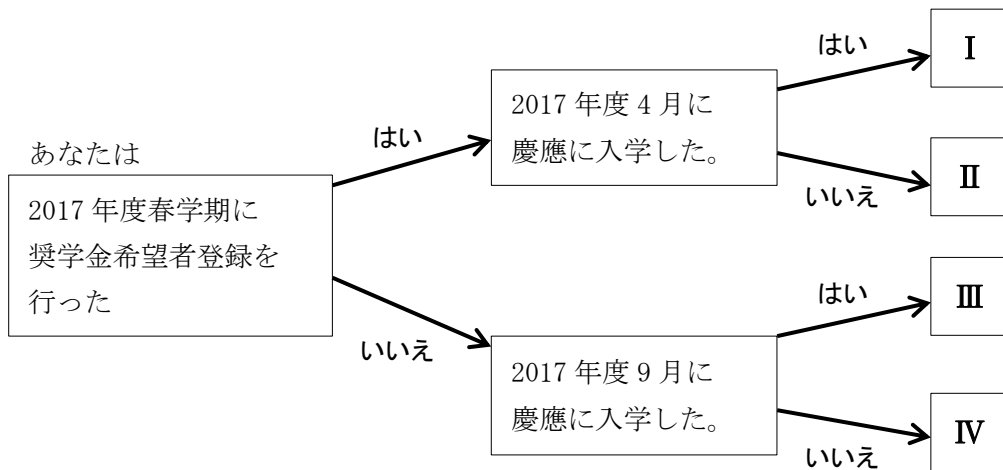 あなたは
2017 年度春学期に
奨学金希望者登録を
行った
はい
2017 年度 4 月に
慶應に入学した。
はい
Ⅰ
いいえ
Ⅱ
いいえ
2017 年度 9 月に
慶應に入学した。
はい
Ⅲ
いいえ
Ⅳ